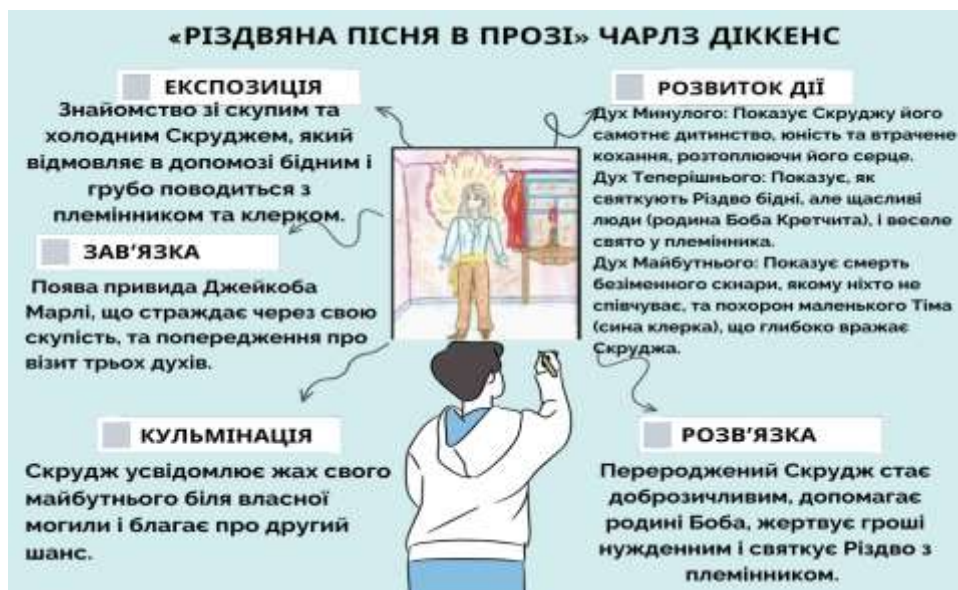 «РІЗДВЯНА ПІСНЯ В ПРОЗІ» ЧАРЛЗ ДІККЕНС
ЕКСПОЗИЦІЯ
Знайомство зі скупим та
холодним Скруджем, який
відмовляє в допомозі бідним і
грубо поводиться з
племінником та клерком.
ЗАВ’ЯЗКА
Поява привида Джейкоба
Марлі, що страждає через свою
скупість, та попередження про
візит трьох духів.
РОЗВИТОК ДІЇ
Дух Минулого: Показує Скруджу його
самотнє дитинство, юність та втрачене
кохання, розтоплюючи його серце.
Дух Теперішнього: Показує, як
святкують Різдво бідні, але щасливі
люди (родина Боба Кретчита), і веселе
свято у племінника.
Дух Майбутнього: Показує смерть
безіменного скнари, якому ніхто не
співчуває, та похорон маленького Тіма
(сина клерка), що глибоко вражає
Скруджа.
КУЛЬМІНАЦІЯ
Скрудж усвідомлює жах свого
майбутнього біля власної
могили і благає про другий
шанс.
РОЗВ’ЯЗКА
Перероджений Скрудж стає
доброзичливим, допомагає
родині Боба, жертвує гроші
нужденним і святкує Різдво з
племінником.